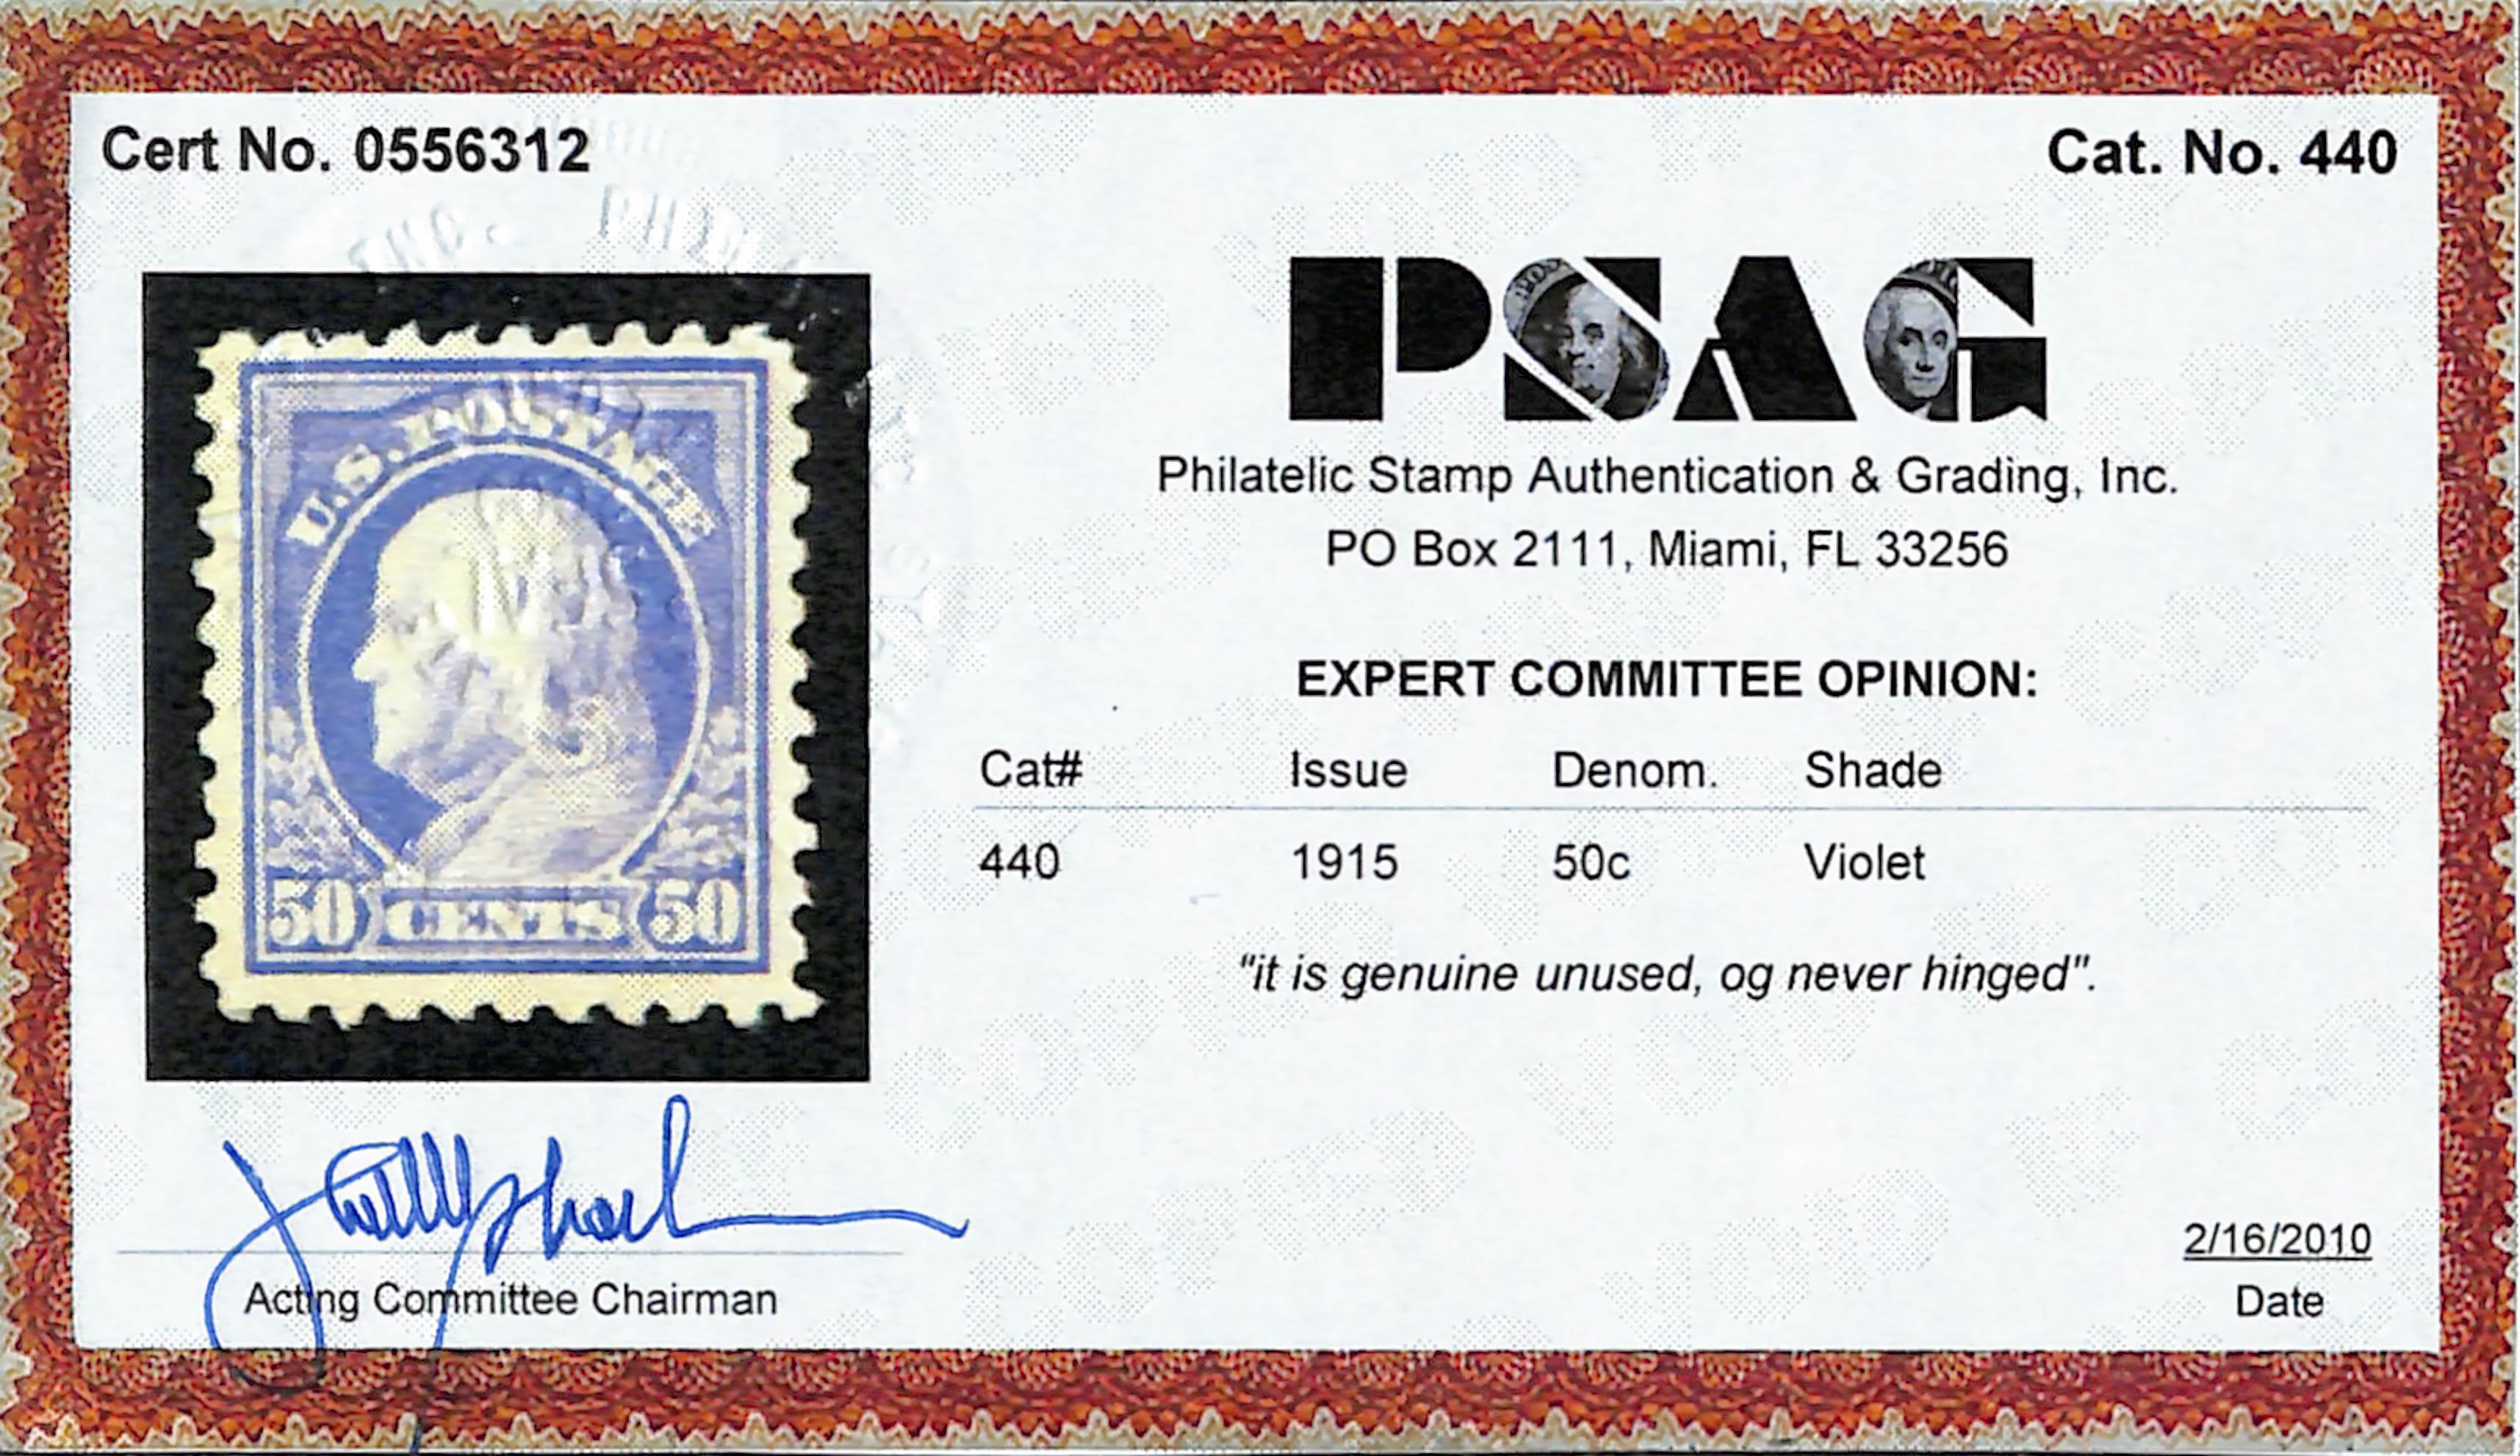 Cert No. 0556312
Cat. No. 440
PSAG
Philatelic Stamp Authentication & Grading, Inc.
PO Box 2111, Miami, FL 33256
U.S. POSTAGE
50 CENTS 50
EXPERT COMMITTEE OPINION:
Cat# Issue Denom. Shade
440 1915 50c Violet
"it is genuine unused, og never hinged".
Acting Committee Chairman
2/16/2010
Date